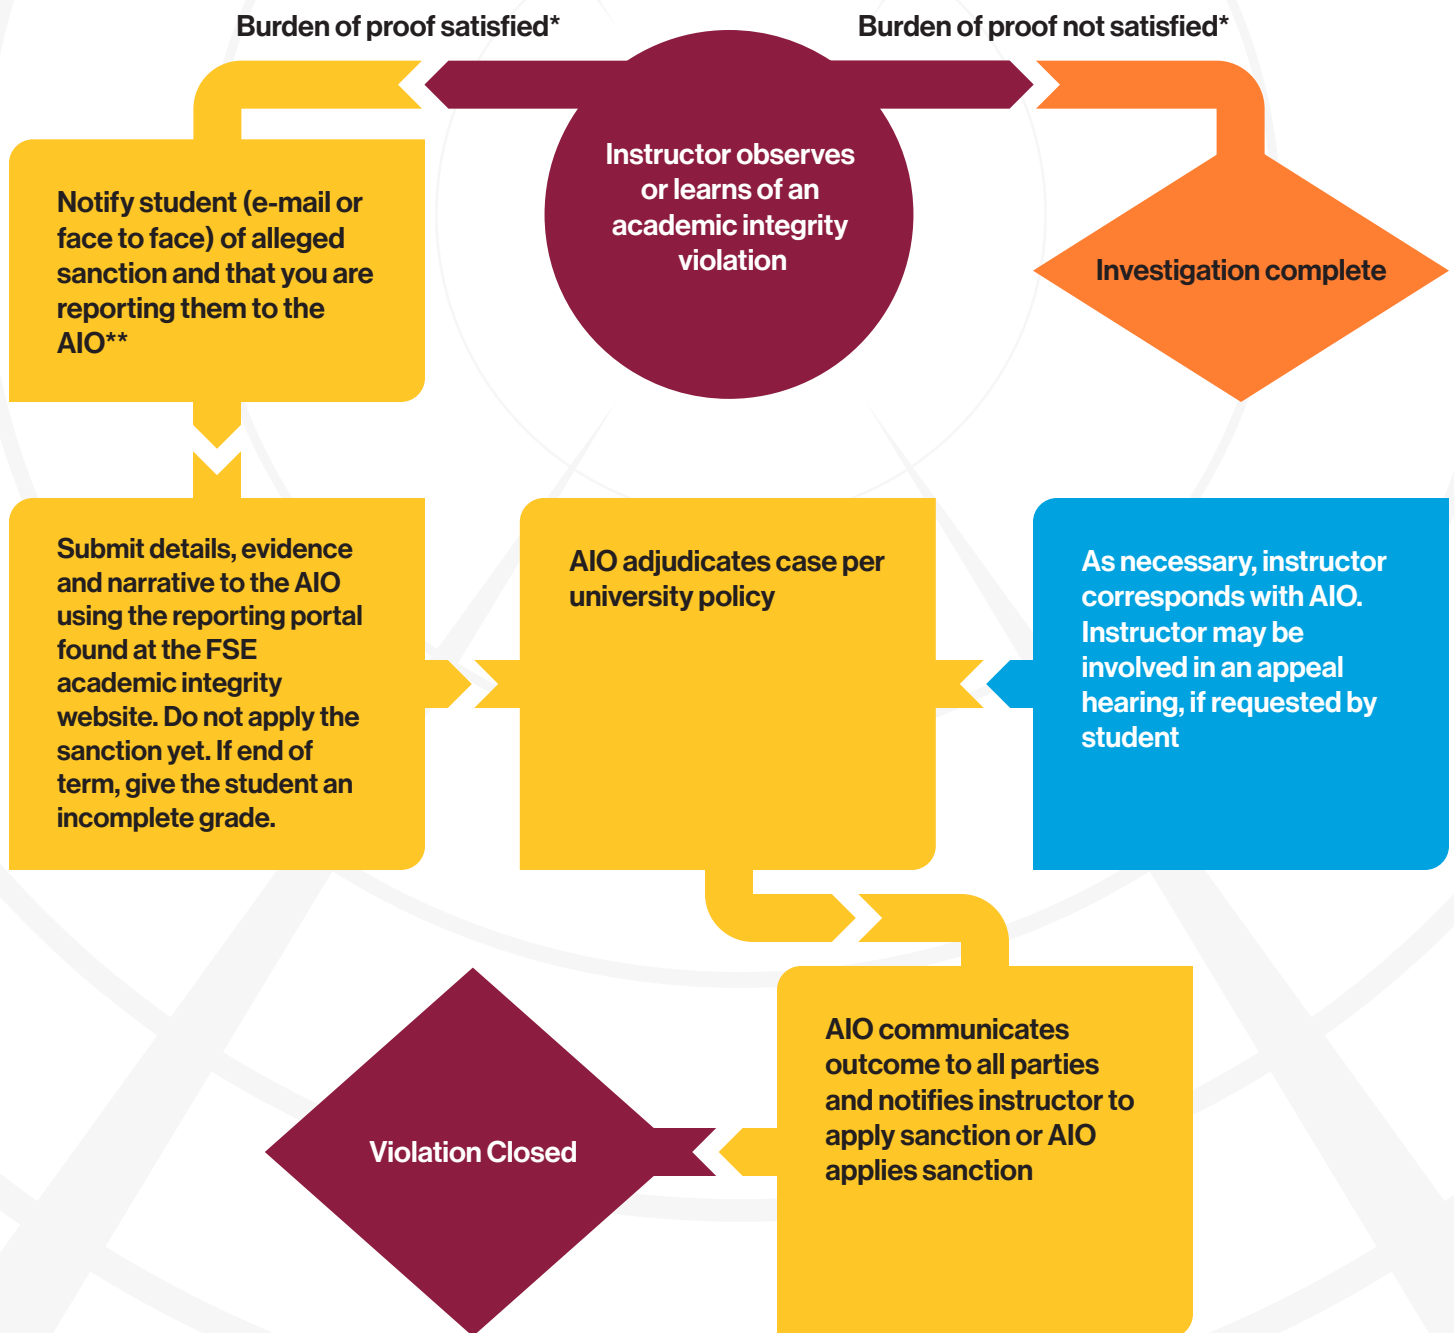 Burden of proof satisfied*
Burden of proof not satisfied*
Instructor observes
or learns of an
academic integrity
violation
Notify student (e-mail or
face to face) of alleged
sanction and that you are
reporting them to the
AIO**
Investigation complete
Submit details, evidence
and narrative to the AIO
using the reporting portal
found at the FSE
academic integrity
website. Do not apply the
sanction yet. If end of
term, give the student an
incomplete grade.
AIO adjudicates case per
university policy
As necessary, instructor
corresponds with AIO.
Instructor may be
involved in an appeal
hearing, if requested by
student
AIO communicates
outcome to all parties
and notifies instructor to
apply sanction or AIO
applies sanction
Violation Closed